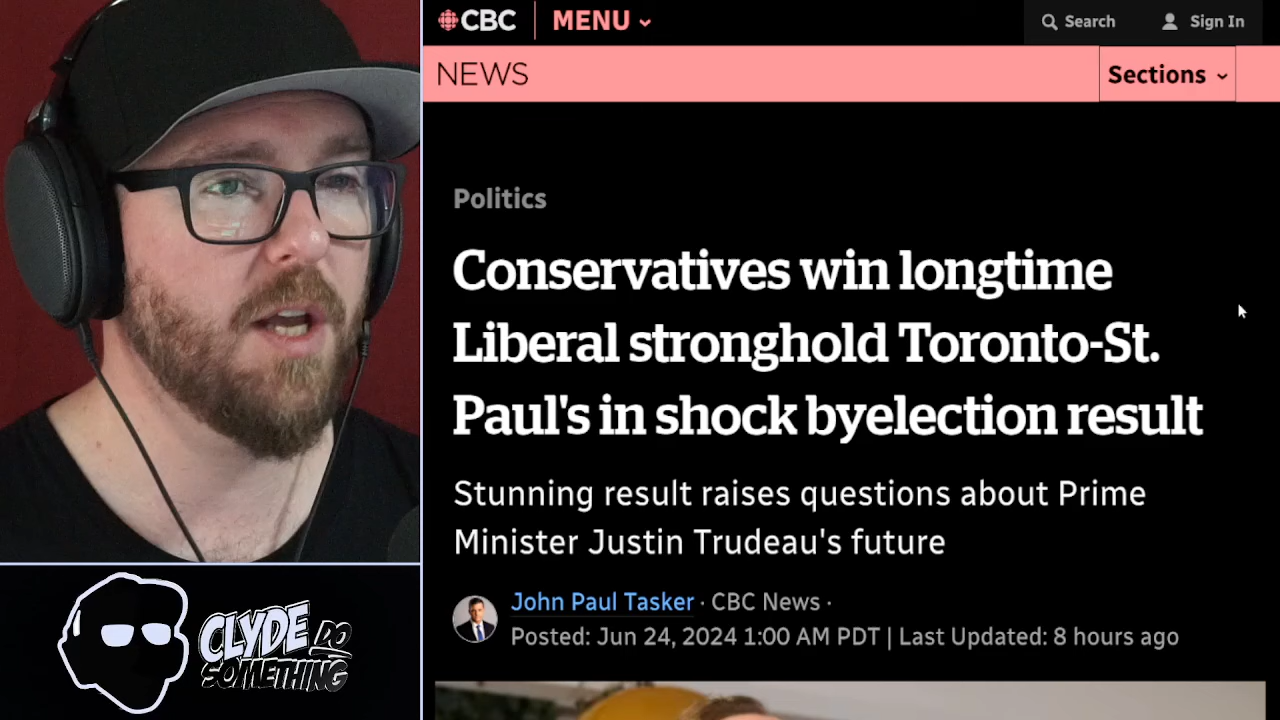 CBC
MENU
Search
Sign In
NEWS
Sections
Politics
Conservatives win longtime
Liberal stronghold Toronto-St.
Paul's in shock byelection result
Stunning result raises questions about Prime
Minister Justin Trudeau's future
John Paul Tasker · CBC News ·
Posted: Jun 24, 2024 1:00 AM PDT | Last Updated: 8 hours ago
CLYDE DO
SOMETHING